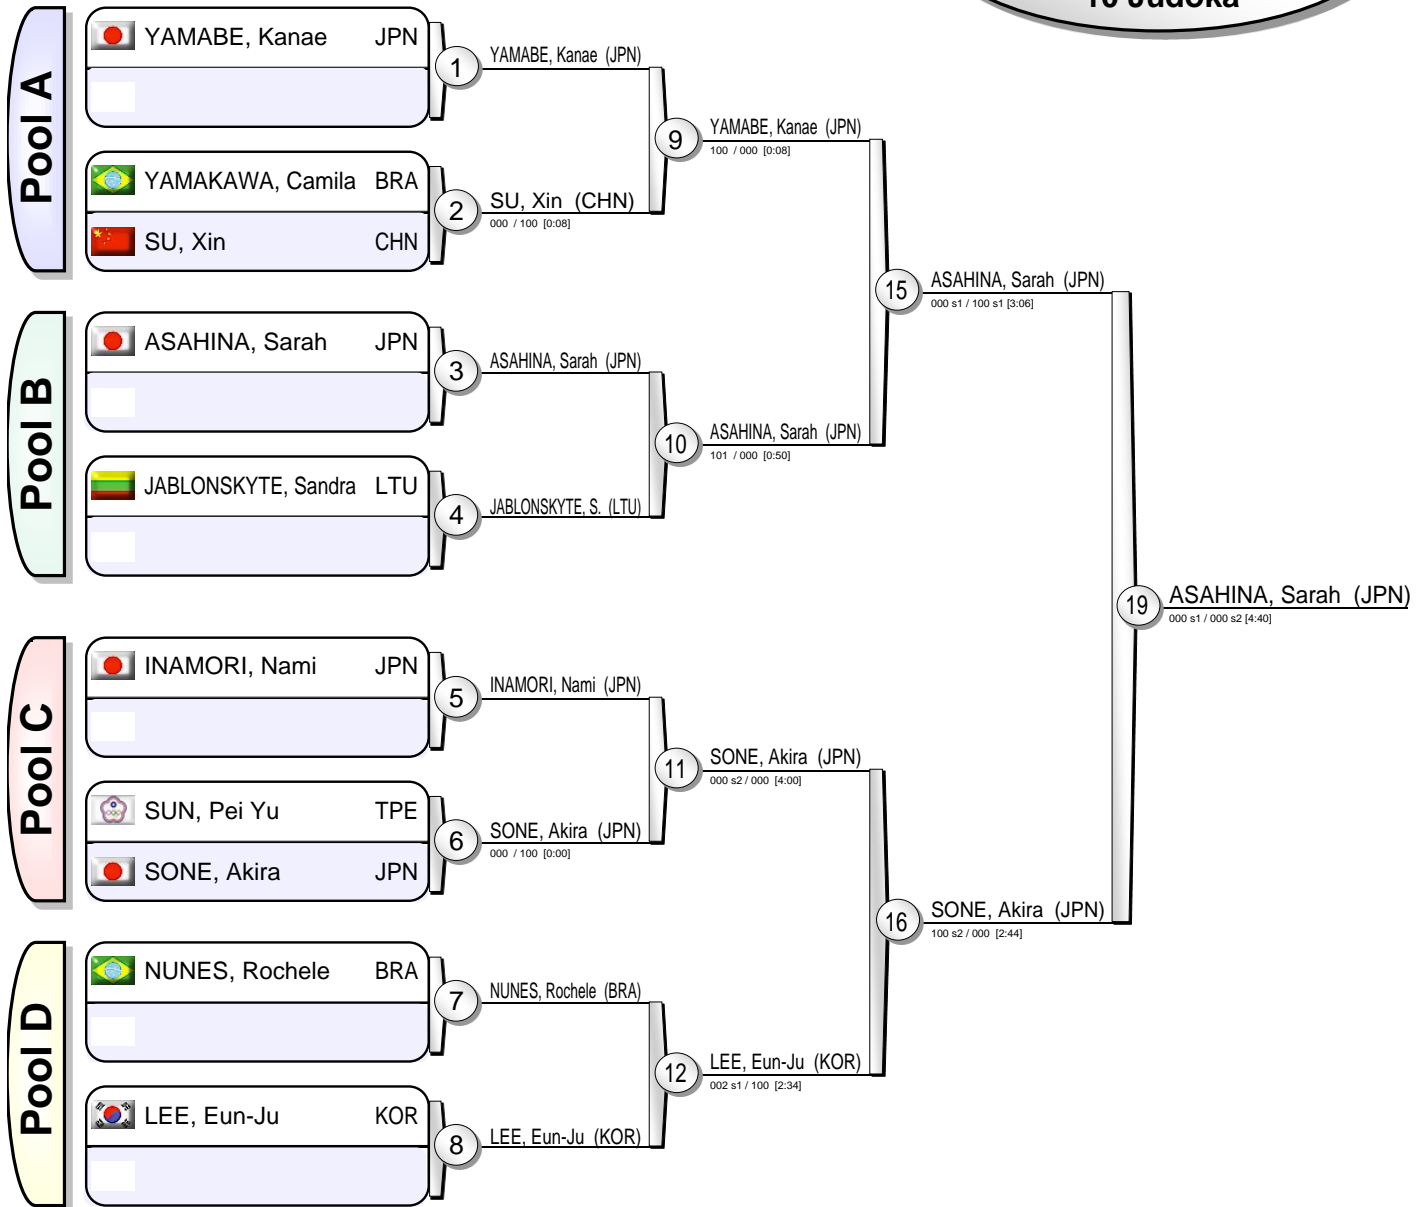 10 Judoka
Pool A
YAMABE, Kanae JPN
YAMAKAWA, Camila BRA
SU, Xin CHN
Pool B
ASAHINA, Sarah JPN
JABLONSKYTE, Sandra LTU
Pool C
INAMORI, Nami JPN
SUN, Pei Yu TPE
SONE, Akira JPN
Pool D
NUNES, Rochele BRA
LEE, Eun-Ju KOR
1
YAMABE, Kanae (JPN)
2
SU, Xin (CHN)
000 / 100 [0:08]
3
ASAHINA, Sarah (JPN)
4
JABLONSKYTE, S. (LTU)
5
INAMORI, Nami (JPN)
6
SONE, Akira (JPN)
000 / 100 [0:00]
7
NUNES, Rochele (BRA)
8
LEE, Eun-Ju (KOR)
9
YAMABE, Kanae (JPN)
100 / 000 [0:08]
10
ASAHINA, Sarah (JPN)
101 / 000 [0:50]
11
SONE, Akira (JPN)
000 s2 / 000 [4:00]
12
LEE, Eun-Ju (KOR)
002 s1 / 100 [2:34]
15
ASAHINA, Sarah (JPN)
000 s1 / 100 s1 [3:06]
16
SONE, Akira (JPN)
100 s2 / 000 [2:44]
19
ASAHINA, Sarah (JPN)
000 s1 / 000 s2 [4:40]